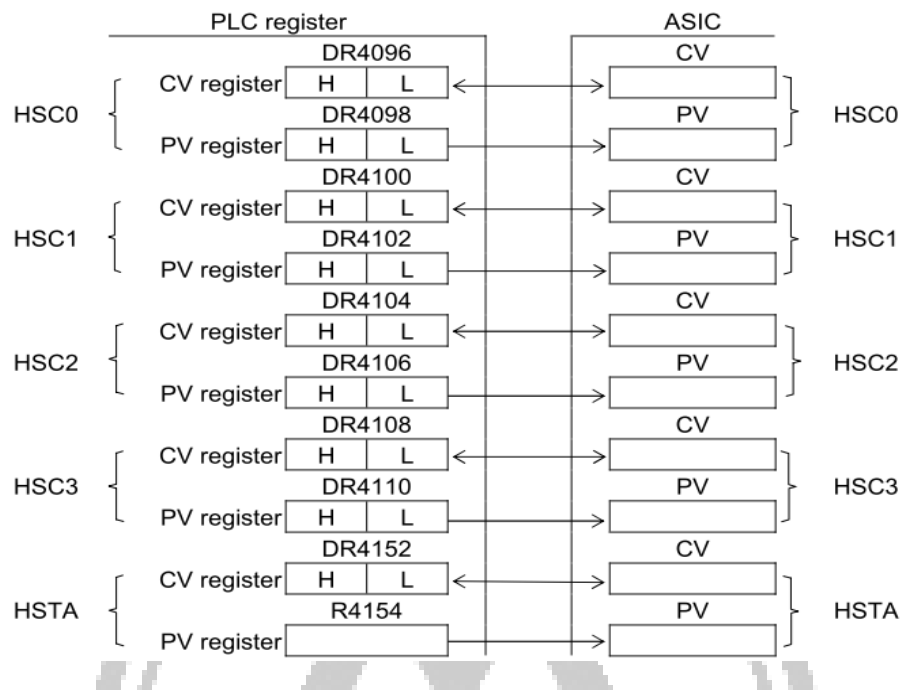 PLC register ASIC
DR4096 CV
CV register H L
HSC0 DR4098 PV HSC0
PV register H L
DR4100 CV
CV register H L
HSC1 DR4102 PV HSC1
PV register H L
DR4104 CV
CV register H L
HSC2 DR4106 PV HSC2
PV register H L
DR4108 CV
CV register H L
HSC3 DR4110 PV HSC3
PV register H L
DR4152 CV
CV register H L
HSTA R4154 PV HSTA
PV register